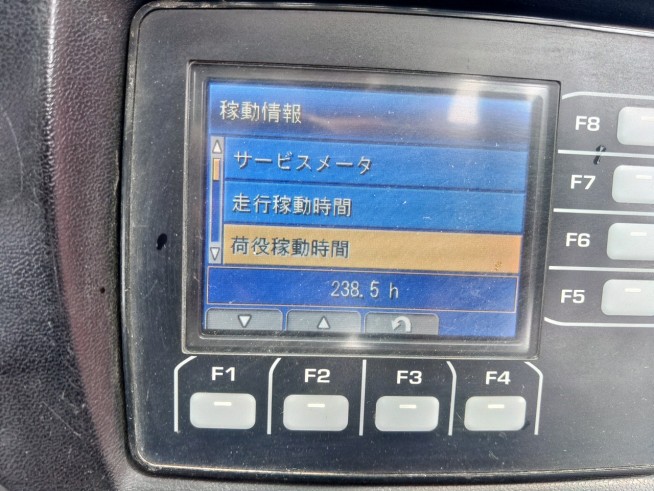 稼動情報
サービスメータ
走行稼動時間
荷役稼動時間
238.5 h
F8
F7
F6
F5
F1 F2 F3 F4